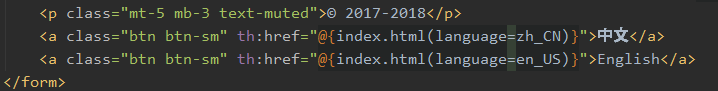 <p class="mt-5 mb-3 text-muted">© 2017-2018</p>
<a class="btn btn-sm" th:href="@{index.html(language=zh_CN)}">中文</a>
<a class="btn btn-sm" th:href="@{index.html(language=en_US)}">English</a>
</form>